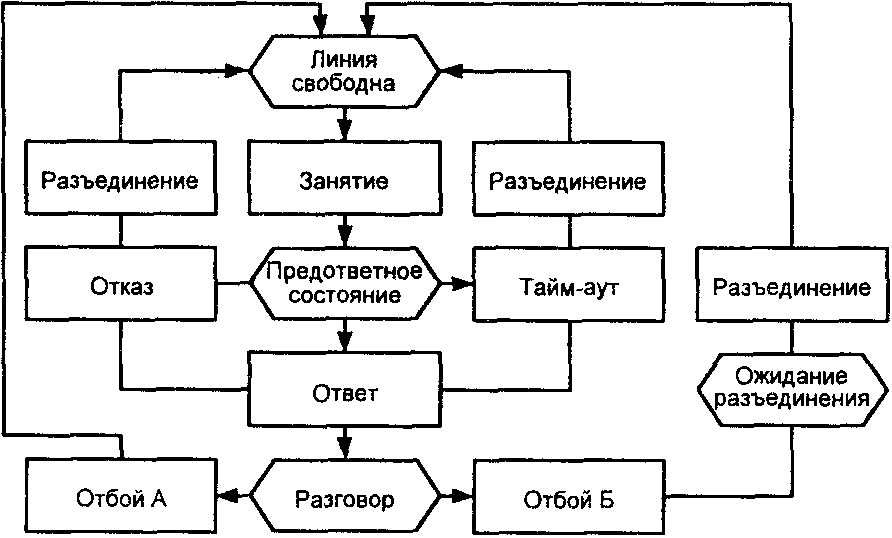 Линия
свободна
Разъединение
Занятие
Разъединение
Отказ
Предответное
состояние
Тайм-аут
Разъединение
Ответ
Ожидание
разъединения
Отбой А
Разговор
Отбой Б